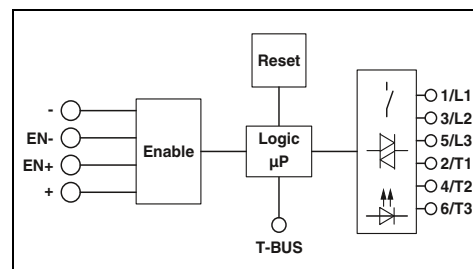 Reset
-
EN-
EN+
+
Enable
Logic
µP
T-BUS
1/L1
3/L2
5/L3
2/T1
4/T2
6/T3